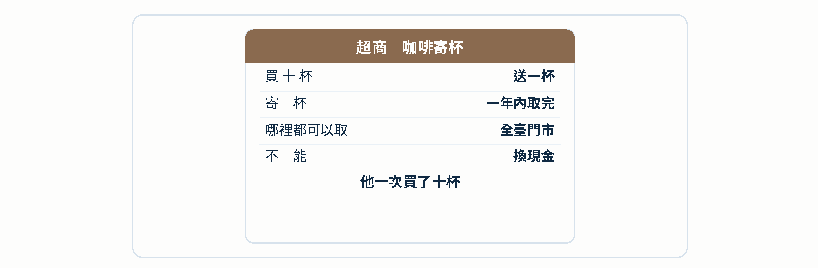 超商　咖啡寄杯
買十杯　送一杯
寄　杯　一年內取完
哪裡都可以取　全臺門市
不　能　換現金
他一次買了十杯